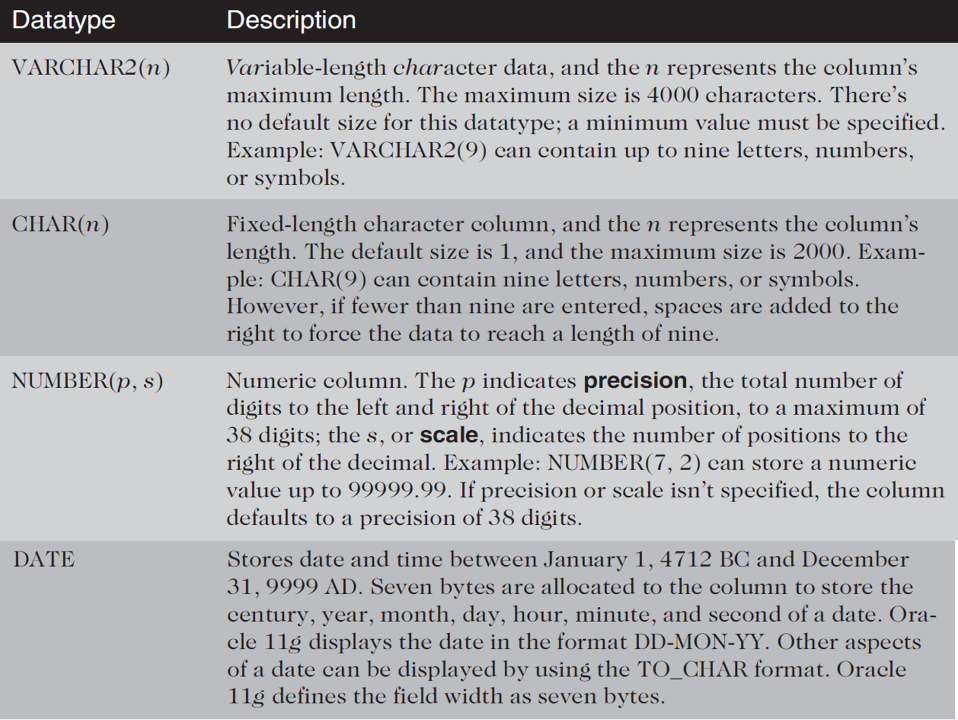 Datatype Description
VARCHAR2(n) Variable-length character data, and the n represents the column's
maximum length. The maximum size is 4000 characters. There's
no default size for this datatype; a minimum value must be specified.
Example: VARCHAR2(9) can contain up to nine letters, numbers,
or symbols.
CHAR(n) Fixed-length character column, and the n represents the column's
length. The default size is 1, and the maximum size is 2000. Exam-
ple: CHAR(9) can contain nine letters, numbers, or symbols.
However, if fewer than nine are entered, spaces are added to the
right to force the data to reach a length of nine.
NUMBER(p, s) Numeric column. The p indicates precision, the total number of
digits to the left and right of the decimal position, to a maximum of
38 digits; the s, or scale, indicates the number of positions to the
right of the decimal. Example: NUMBER(7, 2) can store a numeric
value up to 99999.99. If precision or scale isn't specified, the column
defaults to a precision of 38 digits.
DATE Stores date and time between January 1, 4712 BC and December
31, 9999 AD. Seven bytes are allocated to the column to store the
century, year, month, day, hour, minute, and second of a date. Ora-
cle 11g displays the date in the format DD-MON-YY. Other aspects
of a date can be displayed by using the TO_CHAR format. Oracle
11g defines the field width as seven bytes.